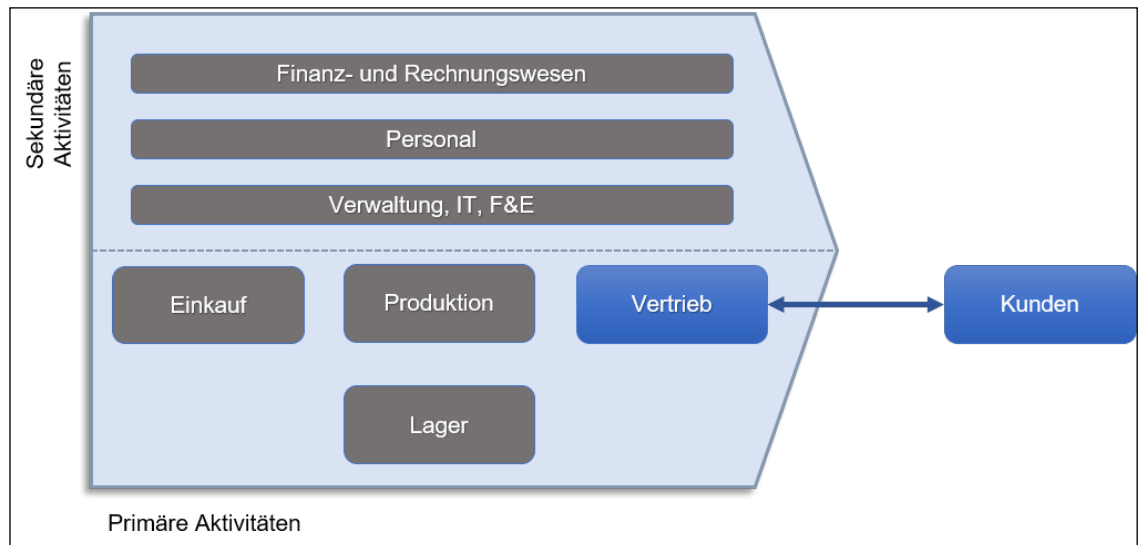 Sekundäre
Aktivitäten
Finanz- und Rechnungswesen
Personal
Verwaltung, IT, F&E
Einkauf
Produktion
Vertrieb
Kunden
Lager
Primäre Aktivitäten